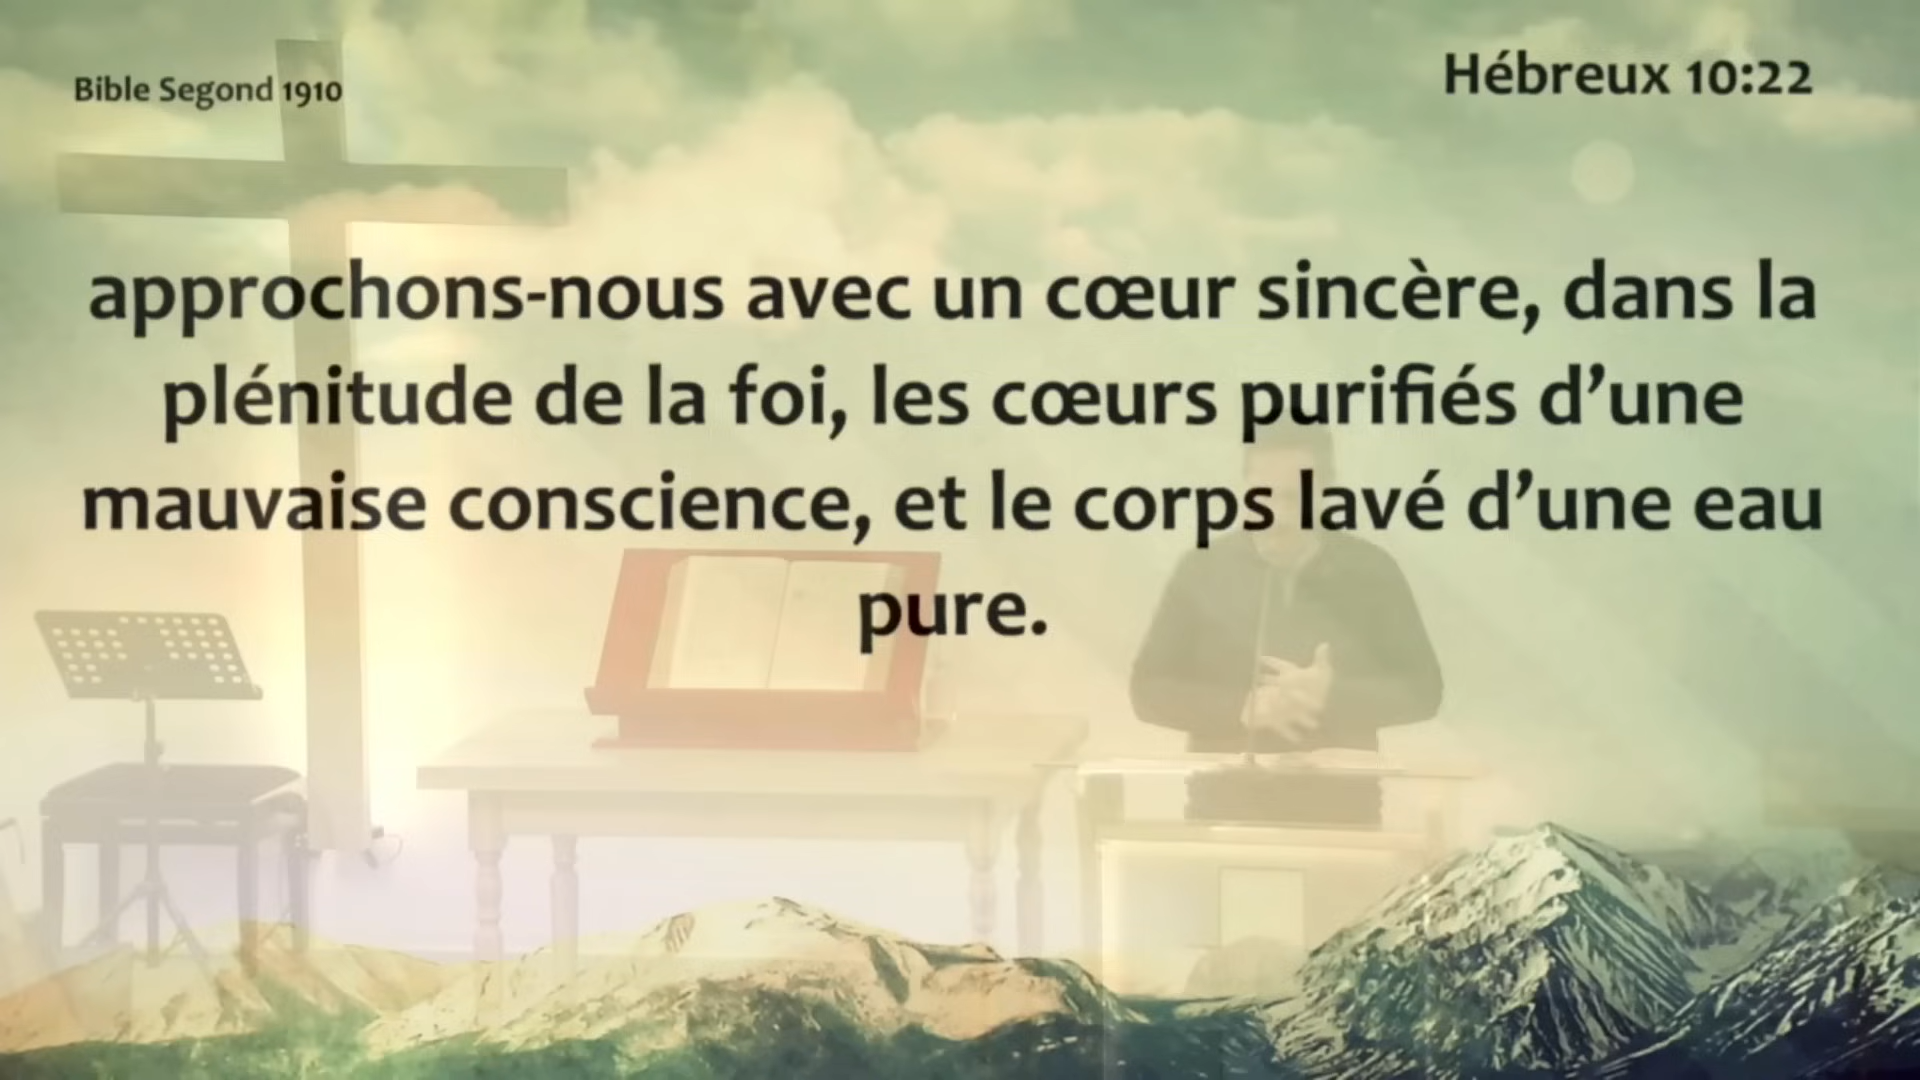 Bible Segond 1910
Hébreux 10:22
approchons-nous avec un cœur sincère, dans la
plénitude de la foi, les cœurs purifiés d’une
mauvaise conscience, et le corps lavé d’une eau
pure.